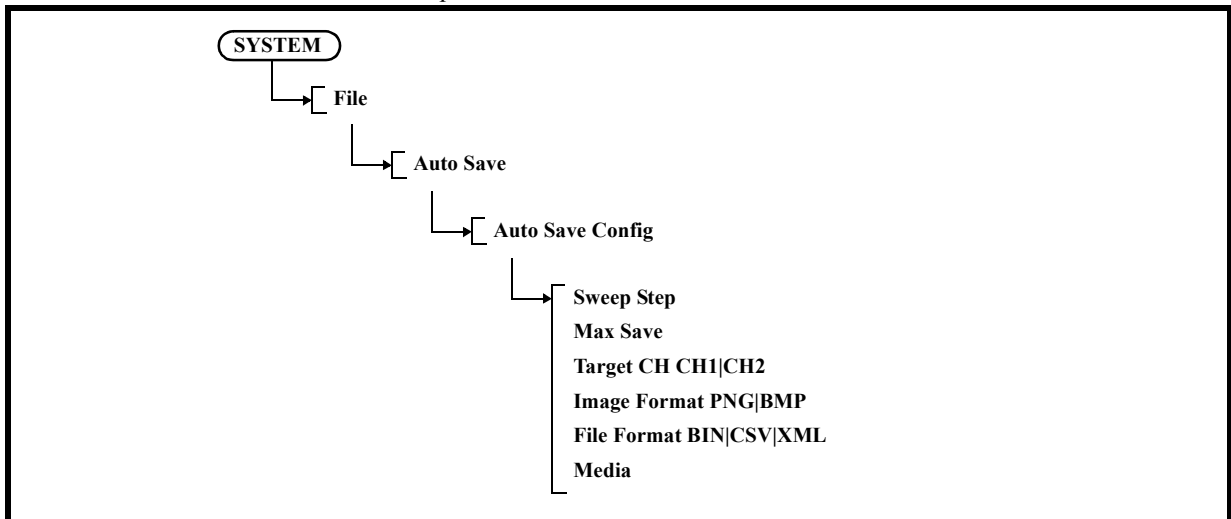 SYSTEM
File
Auto Save
Auto Save Config
Sweep Step
Max Save
Target CH CH1|CH2
Image Format PNG|BMP
File Format BIN|CSV|XML
Media